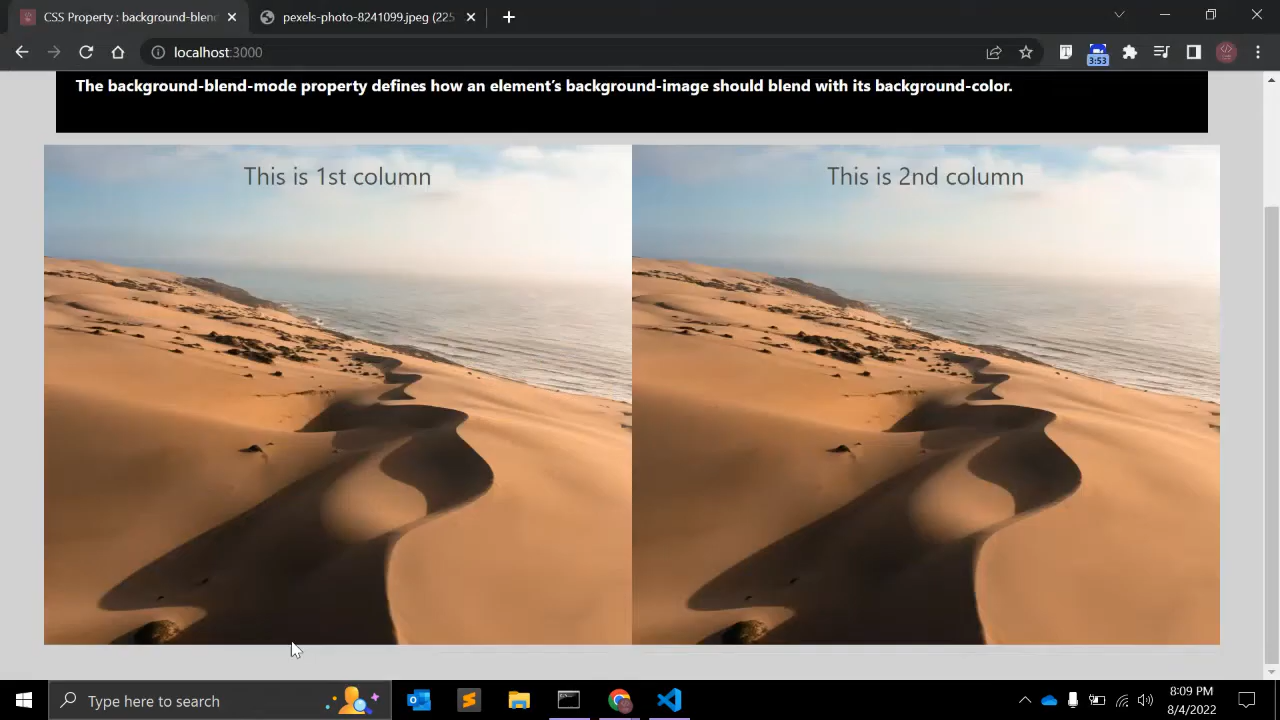 CSS Property : background-blen
pexels-photo-8241099.jpeg (225
localhost:3000
3:53
The background-blend-mode property defines how an element’s background-image should blend with its background-color.
This is 1st column
This is 2nd column
Type here to search
8:09 PM
8/4/2022